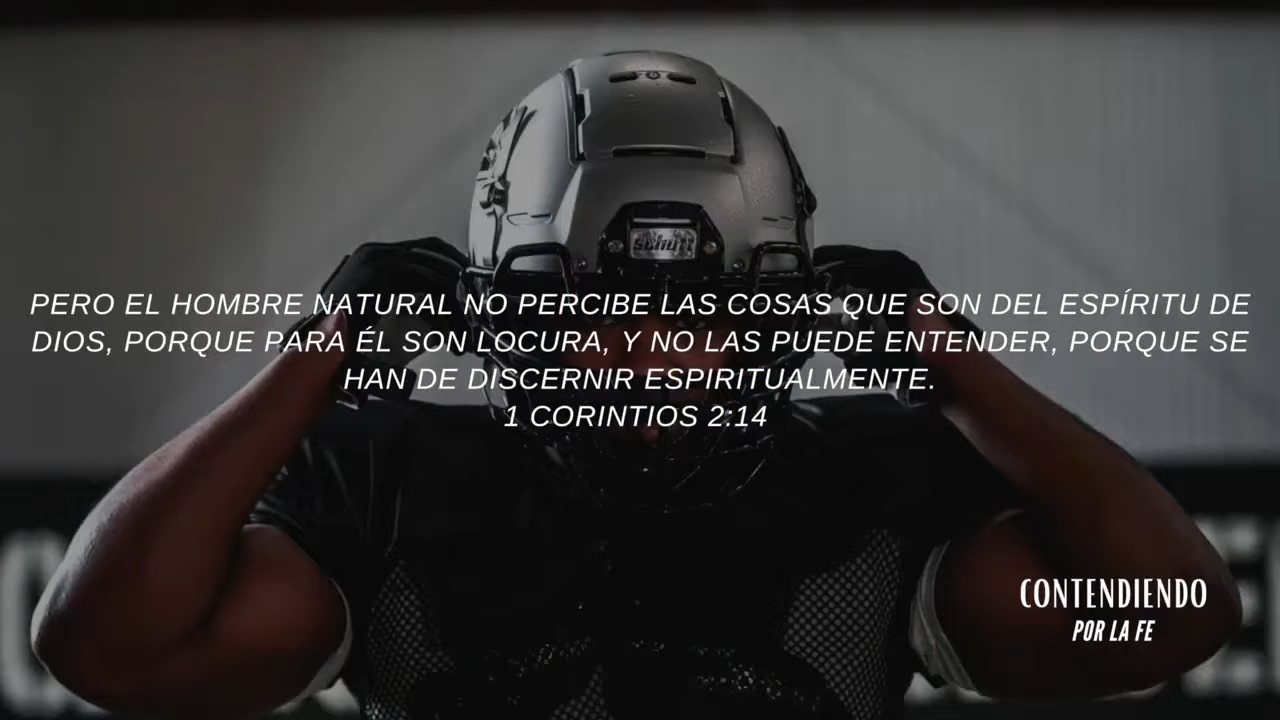 schutt
PERO EL HOMBRE NATURAL NO PERCIBE LAS COSAS QUE SON DEL ESPÍRITU DE
DIOS, PORQUE PARA ÉL SON LOCURA, Y NO LAS PUEDE ENTENDER, PORQUE SE
HAN DE DISCERNIR ESPIRITUALMENTE.
1 CORINTIOS 2:14
CONTENDIENDO
POR LA FE